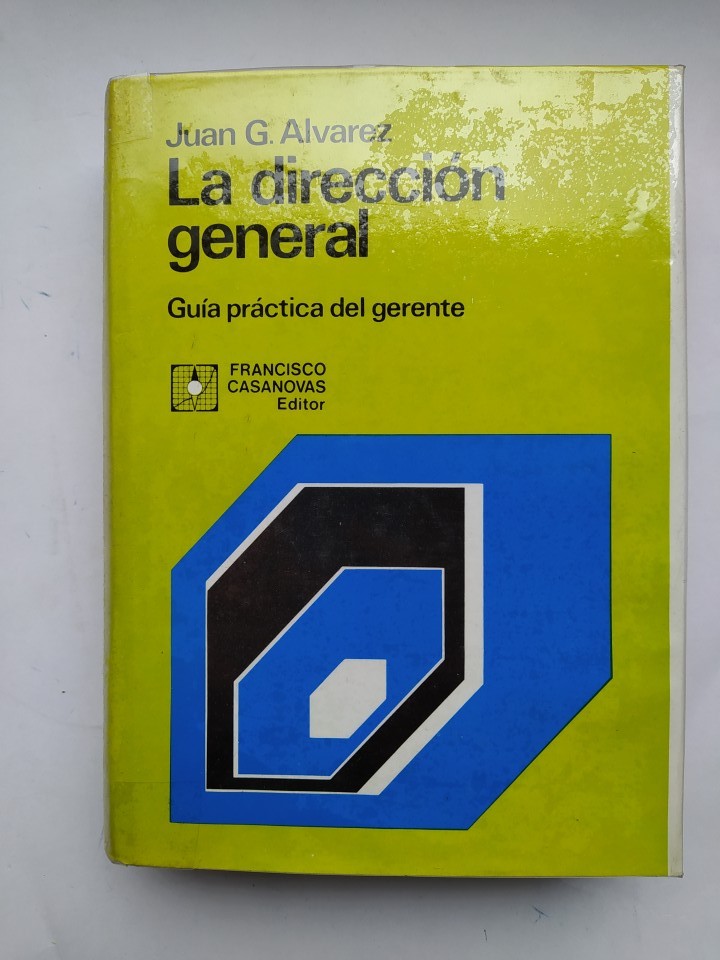 Juan G. Alvarez
La dirección
general
Guía práctica del gerente
FRANCISCO
CASANOVAS
Editor